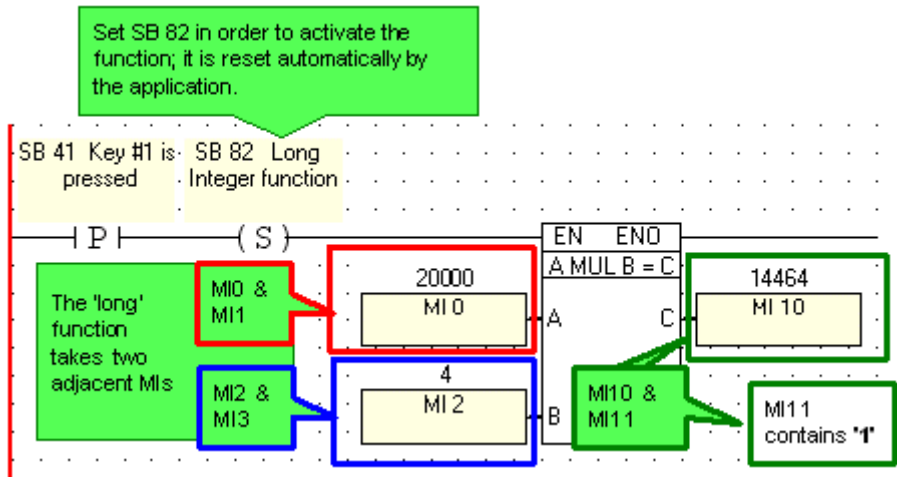 Set SB 82 in order to activate the
function; it is reset automatically by
the application.
SB 41 Key #1 is
pressed
SB 82 Long
Integer function
P
(S)
EN ENO
A MUL B = C
The 'long'
function
takes two
adjacent MIs
MI0 &
MI1
20000
MI 0
A
C
14464
MI 10
MI2 &
MI3
4
MI 2
B
MI10 &
MI11
MI11
contains "1"